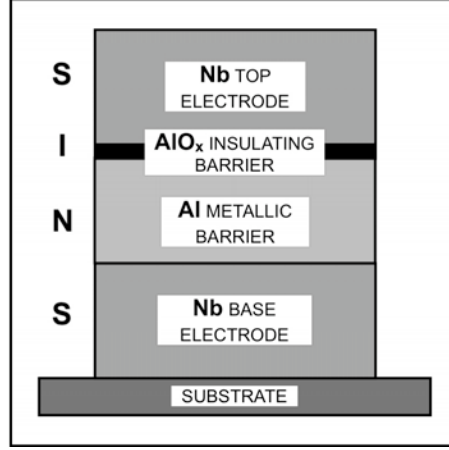 S
Nb TOP
ELECTRODE
I
AlOx INSULATING
BARRIER
N
Al METALLIC
BARRIER
S
Nb BASE
ELECTRODE
SUBSTRATE